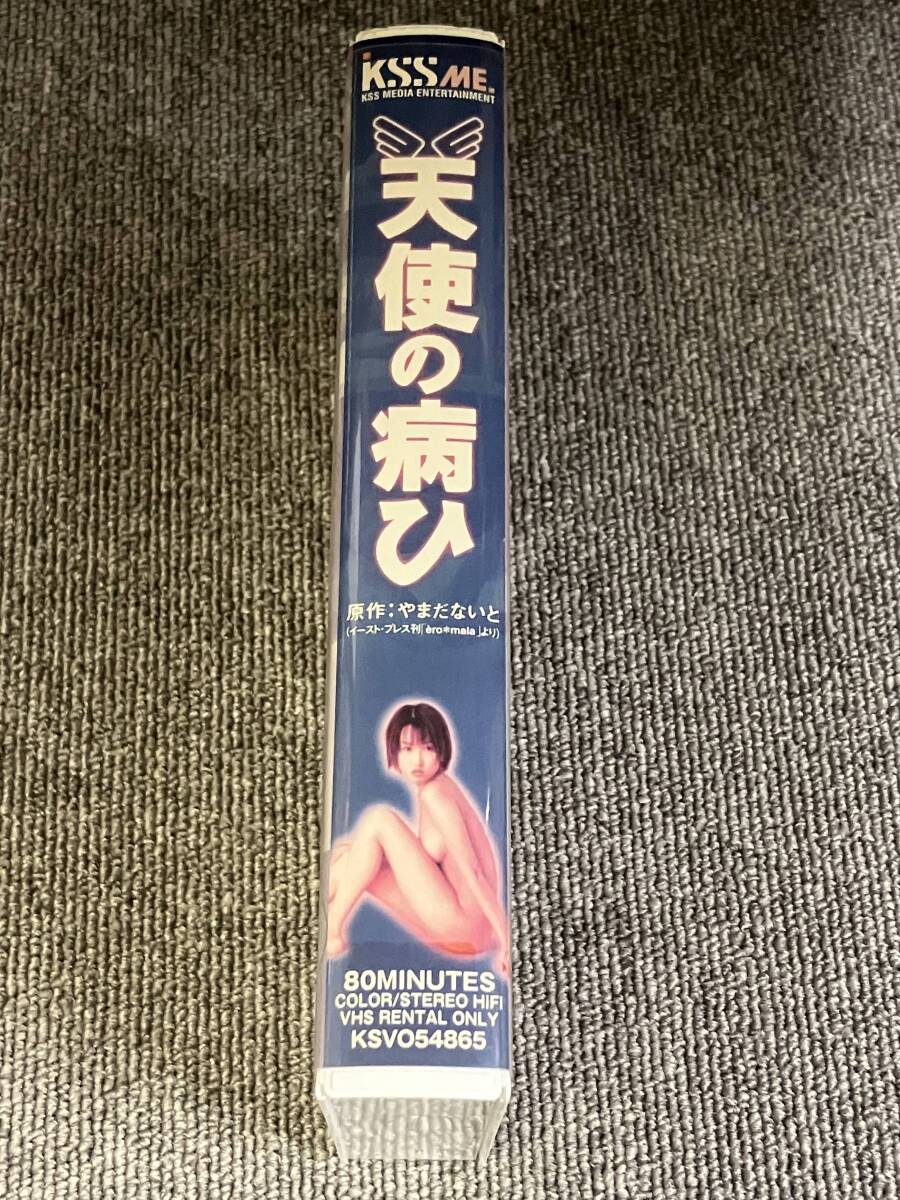 KSS ME.
KSS MEDIA ENTERTAINMENT
天使の病ひ
原作：やまだないと
(イースト・プレス刊「ero*mala」より)
80MINUTES
COLOR/STEREO HIFI
VHS RENTAL ONLY
KSVO54865